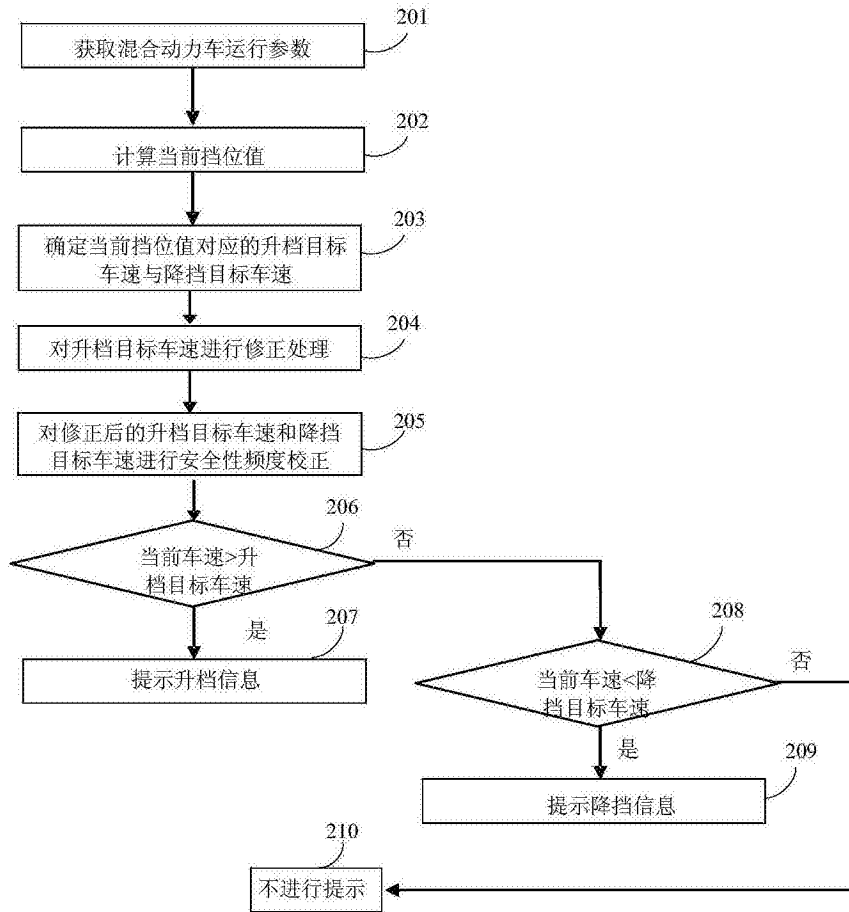 201
获取混合动力车运行参数
202
计算当前挡位值
203
确定当前挡位值对应的升档目标
车速与降挡目标车速
204
对升档目标车速进行修正处理
205
对修正后的升档目标车速和降挡
目标车速进行安全性频度校正
206
当前车速>升
档目标车速
否
是
207
提示升档信息
208
当前车速<降
挡目标车速
否
是
209
提示降挡信息
210
不进行提示